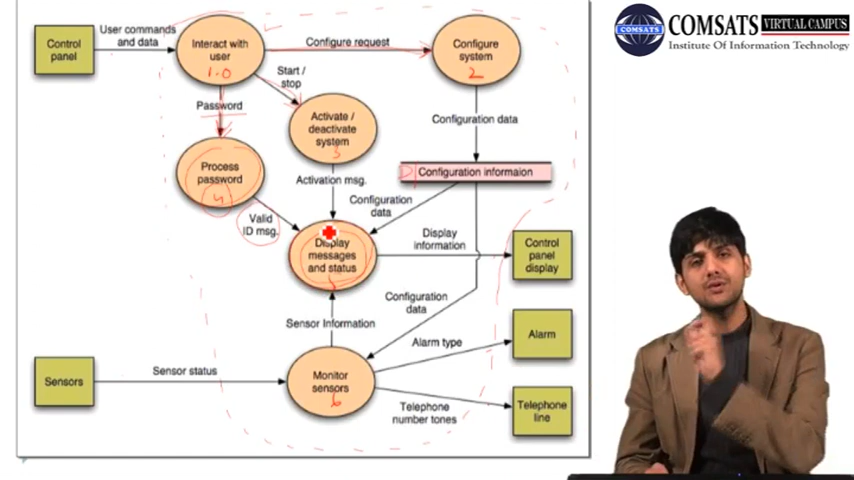 COMSATS VIRTUAL CAMPUS
Institute Of Information Technology
Control
panel
User commands
and data
Interact with
user
1.0
Configure request
Configure
system
2
Start /
stop
Password
Activate /
deactivate
system
3
Configuration data
Process
password
4
Activation msg.
D1
Configuration informaion
Configuration
data
Valid
ID msg.
Display
messages
and status
5
Display
information
Control
panel
display
Configuration
data
Sensor Information
Alarm type
Alarm
Sensors
Sensor status
Monitor
sensors
6
Telephone
number tones
Telephone
line